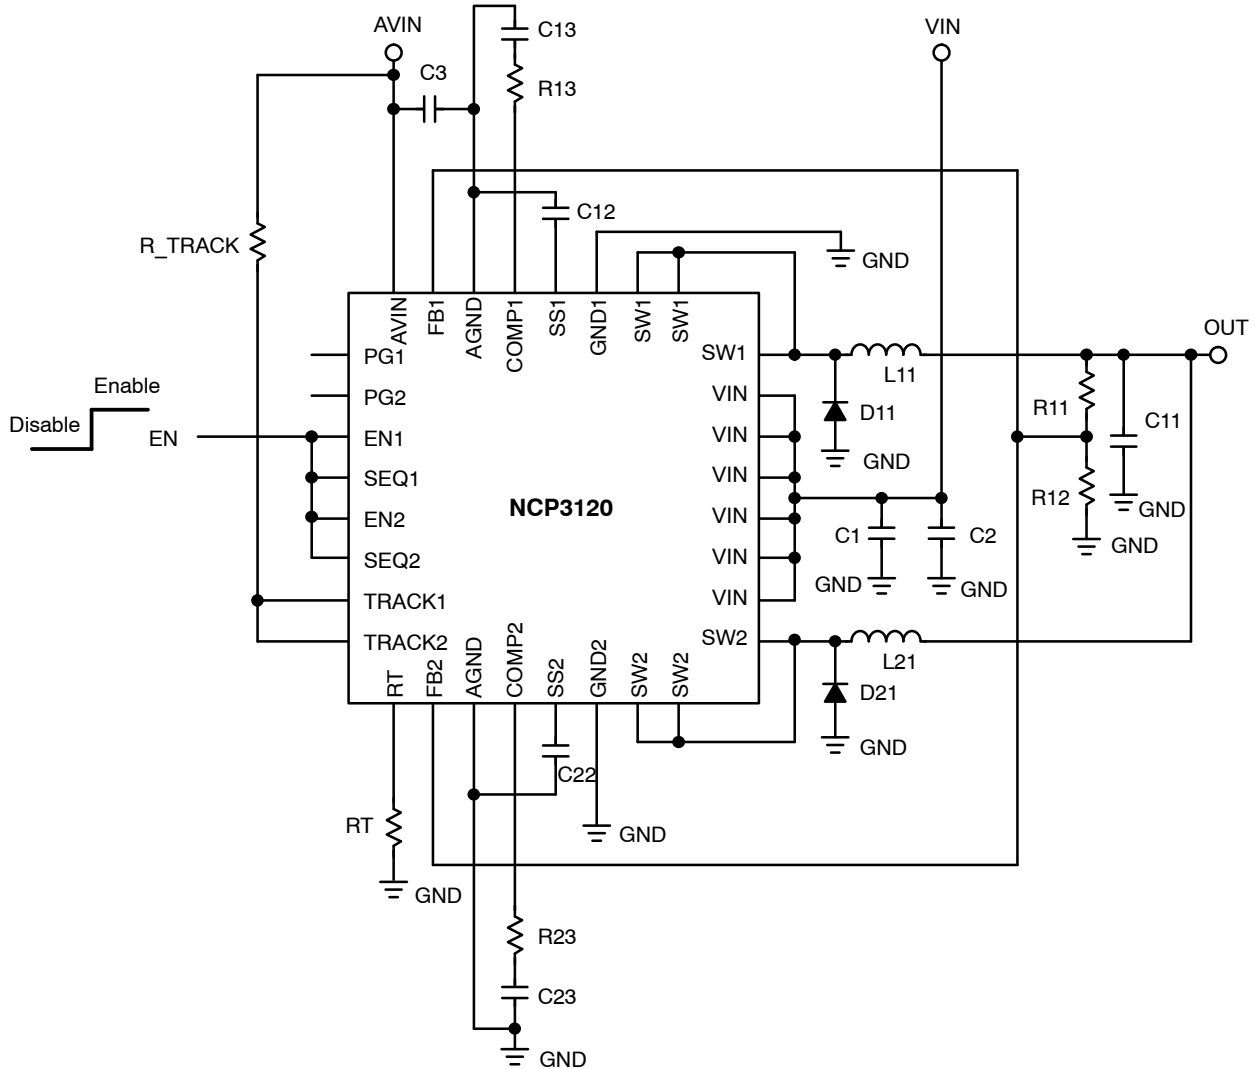 AVIN
VIN
C13
C3
R13
C12
R_TRACK
GND
AVIN
FB1
AGND
COMP1
SS1
GND1
SW1
SW1
OUT
PG1
SW1
L11
Enable
PG2
VIN
R11
D11
C11
Disable
EN
EN1
VIN
GND
SEQ1
VIN
R12
NCP3120
GND
EN2
VIN
C1
C2
GND
SEQ2
VIN
GND
GND
TRACK1
VIN
TRACK2
SW2
L21
RT
FB2
AGND
COMP2
SS2
GND2
SW2
SW2
D21
GND
C22
RT
GND
GND
R23
C23
GND